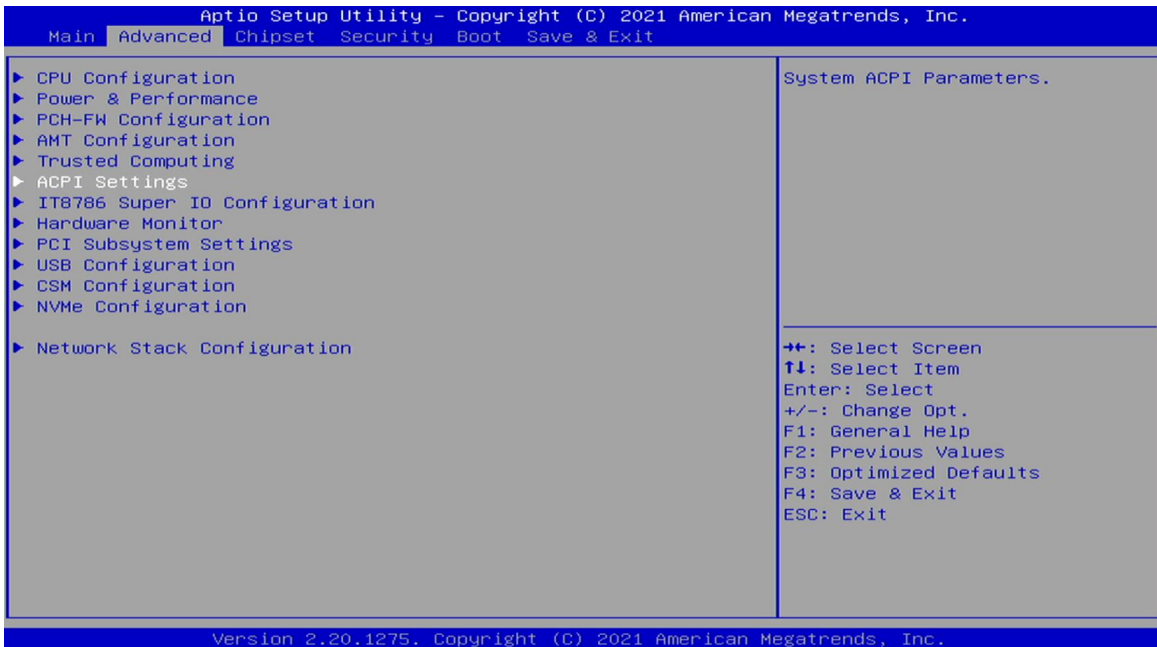 Aptio Setup Utility – Copyright (C) 2021 American Megatrends, Inc.
Main Advanced Chipset Security Boot Save & Exit
► CPU Configuration
► Power & Performance
► PCH-FW Configuration
► AMT Configuration
► Trusted Computing
► ACPI Settings
► IT8786 Super IO Configuration
► Hardware Monitor
► PCI Subsystem Settings
► USB Configuration
► CSM Configuration
► NVMe Configuration
► Network Stack Configuration
System ACPI Parameters.
→←: Select Screen
↑↓: Select Item
Enter: Select
+/-: Change Opt.
F1: General Help
F2: Previous Values
F3: Optimized Defaults
F4: Save & Exit
ESC: Exit
Version 2.20.1275. Copyright (C) 2021 American Megatrends, Inc.